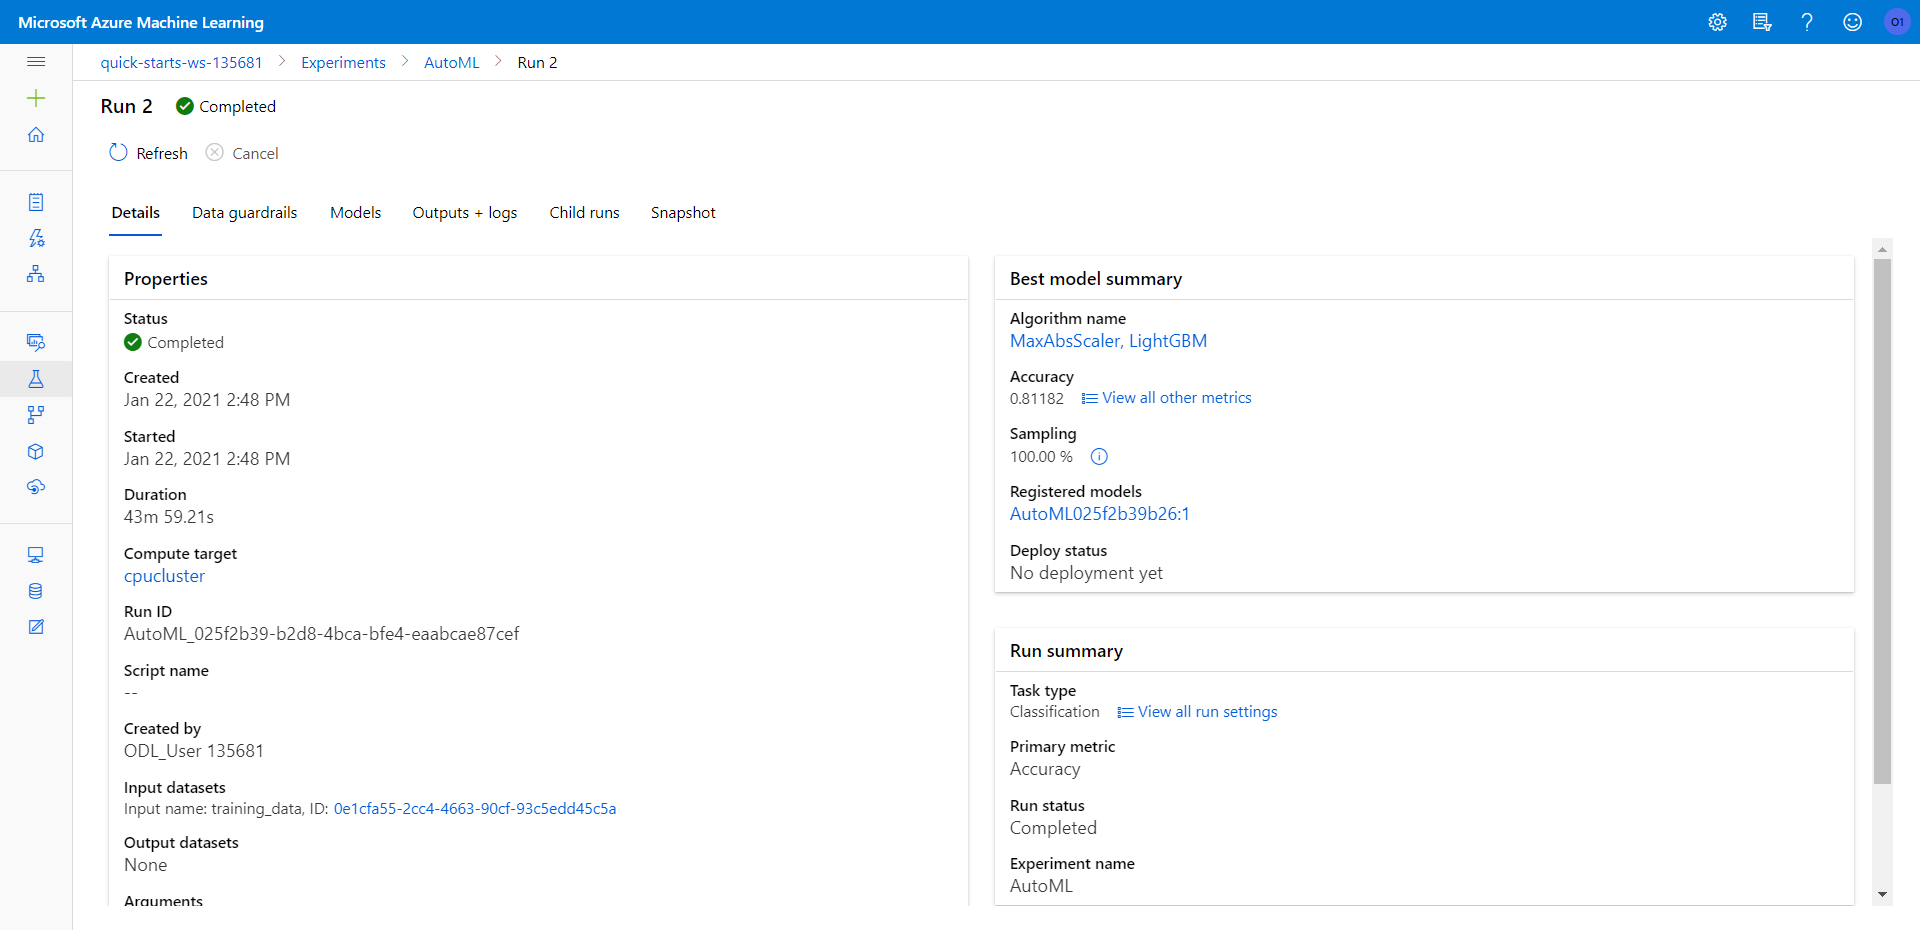 Microsoft Azure Machine Learning
O1
quick-starts-ws-135681 > Experiments > AutoML > Run 2
Run 2 Completed
Refresh Cancel
Details Data guardrails Models Outputs + logs Child runs Snapshot
Properties
Status
Completed
Created
Jan 22, 2021 2:48 PM
Started
Jan 22, 2021 2:48 PM
Duration
43m 59.21s
Compute target
cpucluster
Run ID
AutoML_025f2b39-b2d8-4bca-bfe4-eaabcae87cef
Script name
--
Created by
ODL_User 135681
Input datasets
Input name: training_data, ID: 0e1cfa55-2cc4-4663-90cf-93c5edd45c5a
Output datasets
None
Arguments
Best model summary
Algorithm name
MaxAbsScaler, LightGBM
Accuracy
0.81182 View all other metrics
Sampling
100.00 %
Registered models
AutoML025f2b39b26:1
Deploy status
No deployment yet
Run summary
Task type
Classification View all run settings
Primary metric
Accuracy
Run status
Completed
Experiment name
AutoML